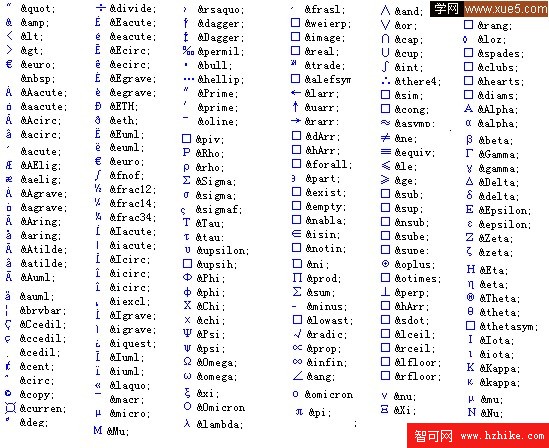 " &quot;
& &amp;
< &lt;
> &gt;
€ &euro;
&nbsp;
Á &Aacute;
á &aacute;
Â &Acirc;
â &acirc;
´ &acute;
Æ &AElig;
æ &aelig;
À &Agrave;
à &agrave;
Å &Aring;
å &aring;
Ã &Atilde;
ã &atilde;
Ä &Auml;
ä &auml;
¦ &brvbar;
Ç &Ccedil;
ç &ccedil;
¸ &cedil;
¢ &cent;
ˆ &circ;
© &copy;
¤ &curren;
° &deg;
÷ &divide;
É &Eacute;
é &eacute;
Ê &Ecirc;
ê &ecirc;
È &Egrave;
è &egrave;
Ð &ETH;
ð &eth;
Ë &Euml;
ë &euml;
€ &euro;
ƒ &fnof;
½ &frac12;
¼ &frac14;
¾ &frac34;
Í &Iacute;
í &iacute;
Î &Icirc;
î &icirc;
¡ &iexcl;
Ì &Igrave;
ì &igrave;
¿ &iquest;
Ï &Iuml;
ï &iuml;
« &laquo;
¯ &macr;
µ &micro;
Μ &Mu;
› &rsaquo;
† &dagger;
‡ &Dagger;
‰ &permil;
• &bull;
… &hellip;
″ &Prime;
′ &prime;
‾ &oline;
□ &piv;
Ρ &Rho;
ρ &rho;
Σ &Sigma;
σ &sigma;
ς &sigmaf;
Τ &Tau;
τ &tau;
υ &upsilon;
□ &upsih;
Φ &Phi;
φ &phi;
Χ &Chi;
χ &chi;
Ψ &Psi;
ψ &psi;
Ω &Omega;
ω &omega;
ξ &xi;
Ο &Omicron
λ &lambda;
⁄ &frasl;
□ &weierp;
□ &image;
□ &real;
™ &trade;
□ &alefsym
← &larr;
↑ &uarr;
→ &rarr;
□ &dArr;
□ &hArr;
□ &forall;
∂ &part;
□ &exist;
□ &empty;
□ &nabla;
∈ &isin;
□ &notin;
□ &ni;
∏ &prod;
∑ &sum;
− &minus;
□ &lowast;
√ &radic;
∝ &prop;
∞ &infin;
∠ &ang;
ο &omicron
π &pi; ;
∧ &and;
∨ &or;
∩ &cap;
∪ &cup;
∫ &int;
∴ &there4;
□ &sim;
□ &cong;
≈ &asymp;
≠ &ne;
≡ &equiv;
≤ &le;
≥ &ge;
□ &sub;
□ &sup;
□ &nsub;
□ &sube;
□ &supe;
⊕ &oplus;
□ &otimes;
⊥ &perp;
□ &hArr;
□ &sdot;
□ &lceil;
□ &rceil;
□ &lfloor;
□ &rfloor;
ν &nu;
Ξ &Xi;
学网 www.xue5.com
□ &rang;
□ &loz;
□ &spades;
□ &clubs;
□ &hearts;
□ &diams;
Α &Alpha;
α &alpha;
β &beta;
Γ &Gamma;
γ &gamma;
Δ &Delta;
δ &delta;
Ε &Epsilon;
ε &epsilon;
Ζ &Zeta;
ζ &zeta;
Η &Eta;
η &eta;
Θ &Theta;
θ &theta;
□ &thetasym;
Ι &Iota;
ι &iota;
Κ &Kappa;
κ &kappa;
μ &mu;
Ν &Nu;
智可网
www.hzhike.com